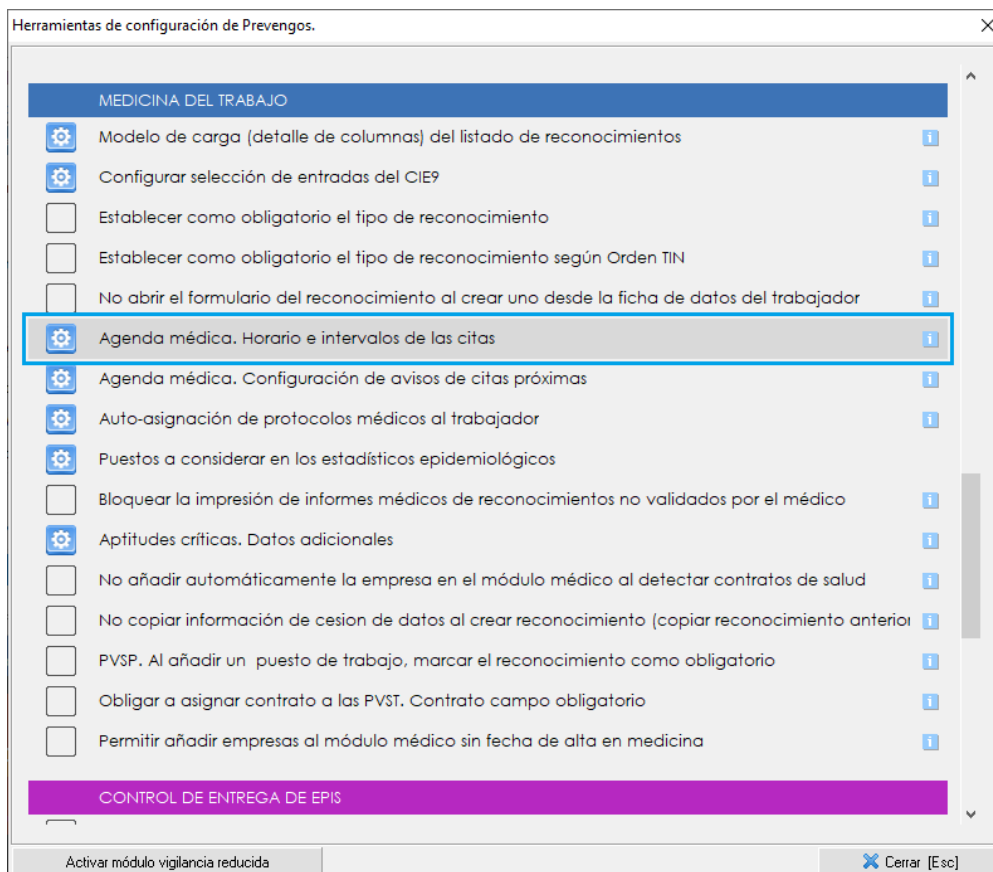 Herramientas de configuración de Prevengos.
MEDICINA DEL TRABAJO
Modelo de carga (detalle de columnas) del listado de reconocimientos
Configurar selección de entradas del CIE9
Establecer como obligatorio el tipo de reconocimiento
Establecer como obligatorio el tipo de reconocimiento según Orden TIN
No abrir el formulario del reconocimiento al crear uno desde la ficha de datos del trabajador
Agenda médica. Horario e intervalos de las citas
Agenda médica. Configuración de avisos de citas próximas
Auto-asignación de protocolos médicos al trabajador
Puestos a considerar en los estadísticos epidemiológicos
Bloquear la impresión de informes médicos de reconocimientos no validados por el médico
Aptitudes críticas. Datos adicionales
No añadir automáticamente la empresa en el módulo médico al detectar contratos de salud
No copiar información de cesion de datos al crear reconocimiento (copiar reconocimiento anterior
PVSP. Al añadir un puesto de trabajo, marcar el reconocimiento como obligatorio
Obligar a asignar contrato a las PVST. Contrato campo obligatorio
Permitir añadir empresas al módulo médico sin fecha de alta en medicina
CONTROL DE ENTREGA DE EPIS
Activar módulo vigilancia reducida
Cerrar [Esc]